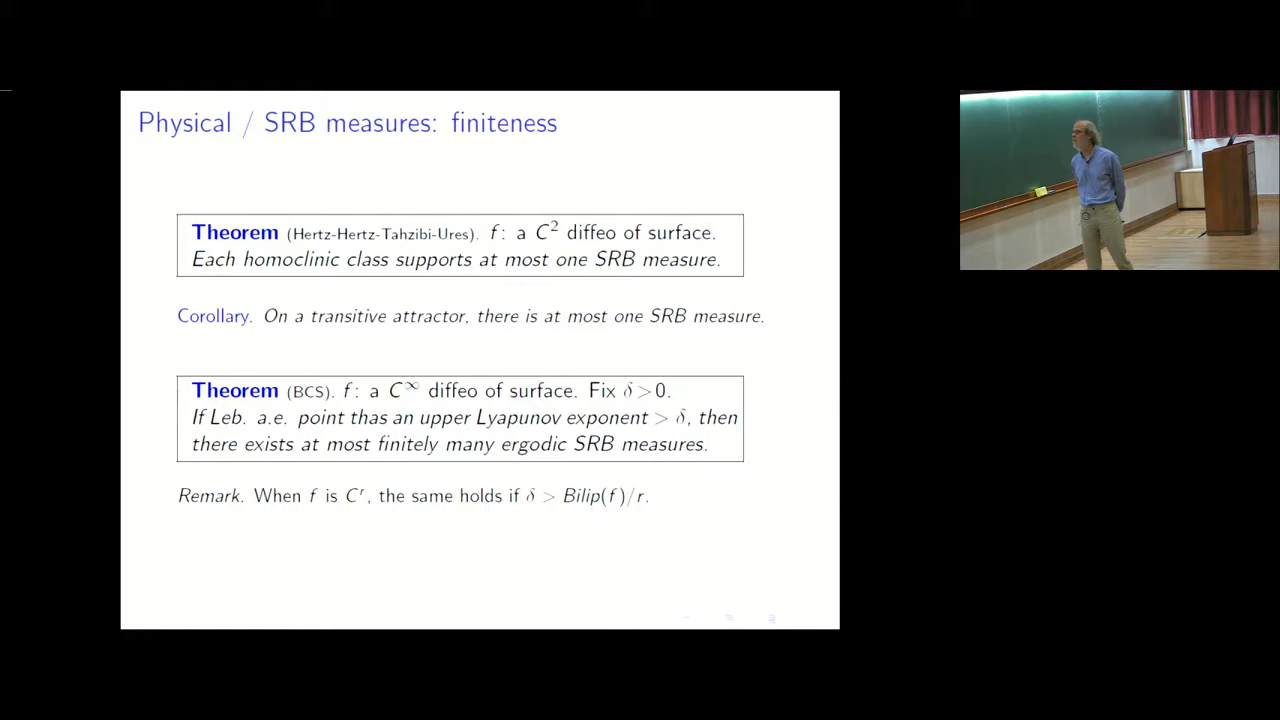 Physical / SRB measures: finiteness
Theorem (Hertz-Hertz-Tahzibi-Ures). f: a C² diffeo of surface.
Each homoclinic class supports at most one SRB measure.
Corollary. On a transitive attractor, there is at most one SRB measure.
Theorem (BCS). f: a C∞ diffeo of surface. Fix δ>0.
If Leb. a.e. point has an upper Lyapunov exponent > δ, then
there exists at most finitely many ergodic SRB measures.
Remark. When f is Cʳ, the same holds if δ > Bilip(f)/r.